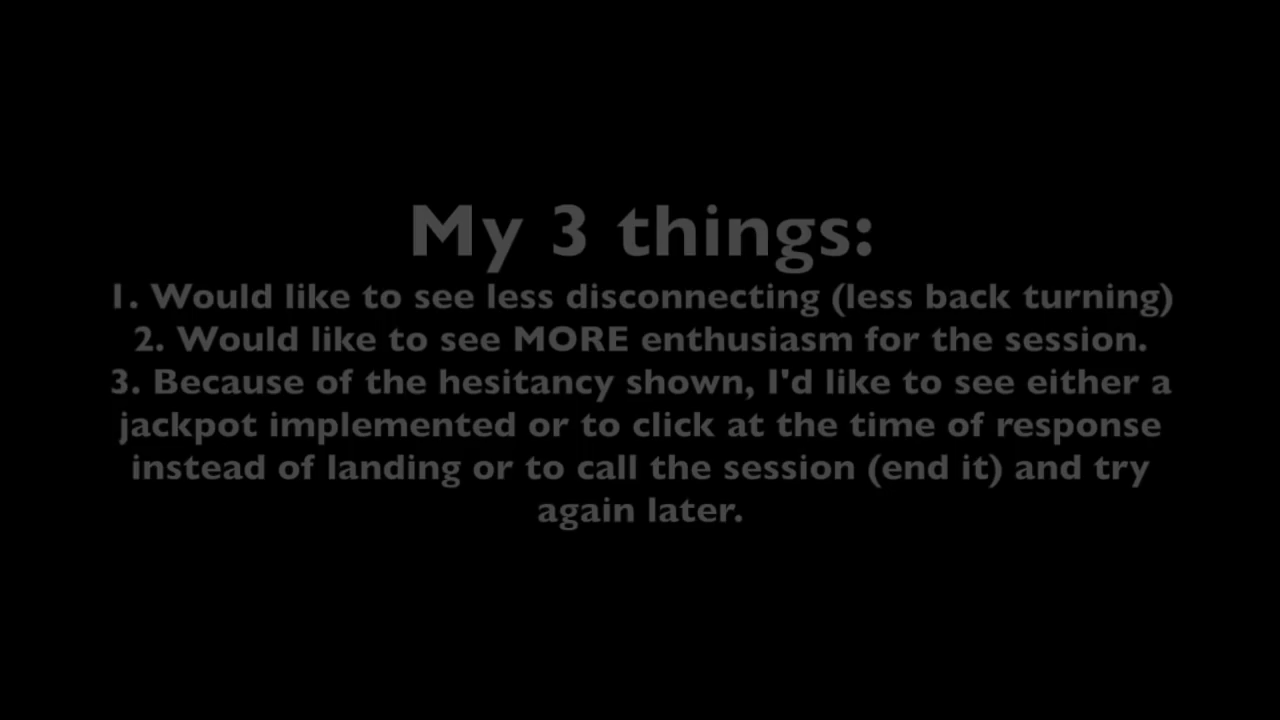 My 3 things:
1. Would like to see less disconnecting (less back turning)
2. Would like to see MORE enthusiasm for the session.
3. Because of the hesitancy shown, I'd like to see either a
jackpot implemented or to click at the time of response
instead of landing or to call the session (end it) and try
again later.